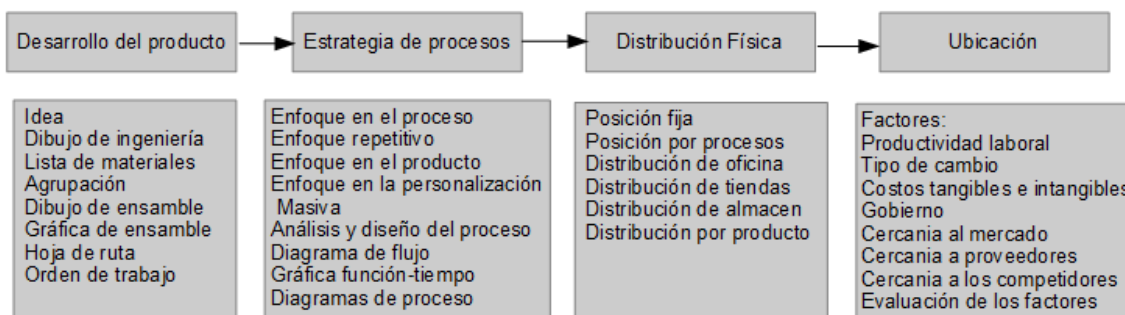 Desarrollo del producto
Estrategia de procesos
Distribución Física
Ubicación
Idea
Dibujo de ingeniería
Lista de materiales
Agrupación
Dibujo de ensamble
Gráfica de ensamble
Hoja de ruta
Orden de trabajo
Enfoque en el proceso
Enfoque repetitivo
Enfoque en el producto
Enfoque en la personalización
Masiva
Análisis y diseño del proceso
Diagrama de flujo
Gráfica función-tiempo
Diagramas de proceso
Posición fija
Posición por procesos
Distribución de oficina
Distribución de tiendas
Distribución de almacen
Distribución por producto
Factores:
Productividad laboral
Tipo de cambio
Costos tangibles e intangibles
Gobierno
Cercania al mercado
Cercania a proveedores
Cercania a los competidores
Evaluación de los factores